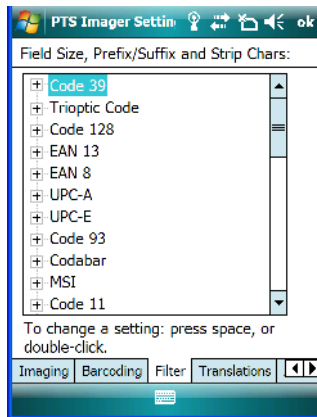 PTS Imager Settin ok
Field Size, Prefix/Suffix and Strip Chars:
Code 39
Trioptic Code
Code 128
EAN 13
EAN 8
UPC-A
UPC-E
Code 93
Codabar
MSI
Code 11
To change a setting: press space, or
double-click.
Imaging Barcoding Filter Translations